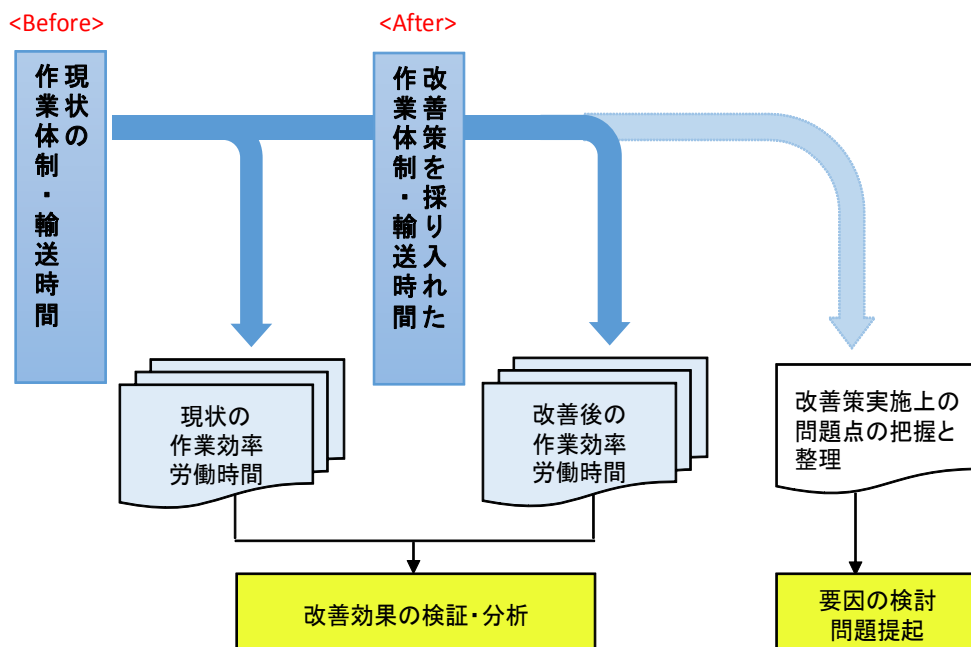 <Before>
<After>
現状の
作業体制・輸送時間
改善策を採り入れた
作業体制・輸送時間
現状の
作業効率
労働時間
改善後の
作業効率
労働時間
改善策実施上の
問題点の把握と
整理
改善効果の検証・分析
要因の検討
問題提起